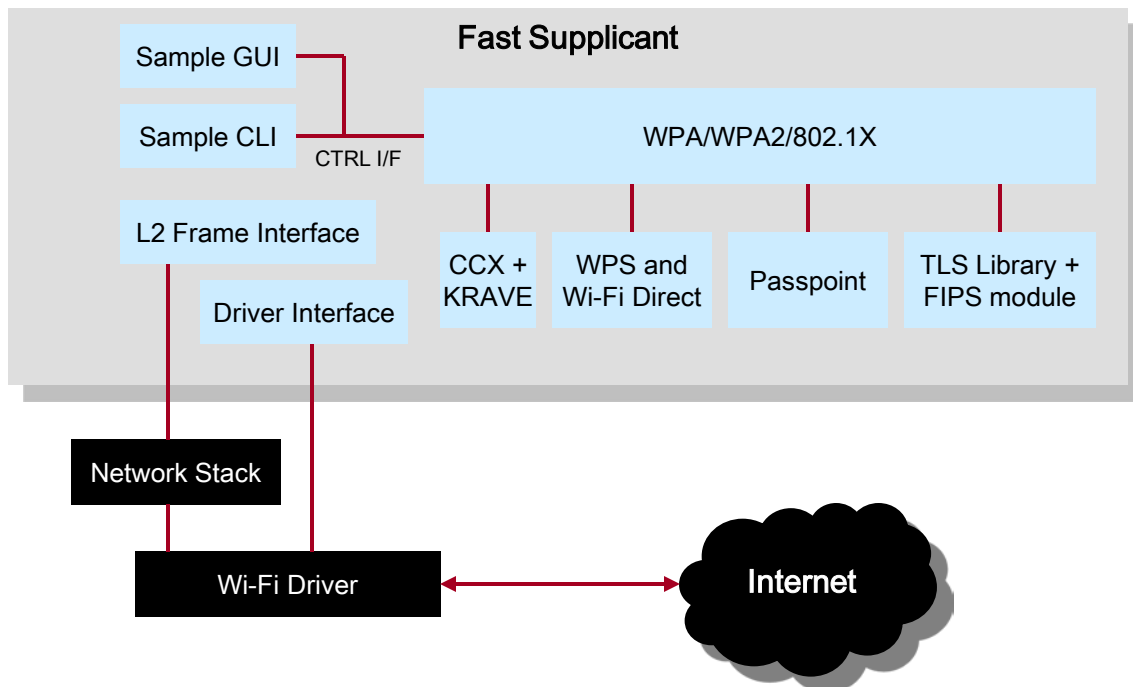 Fast Supplicant
Sample GUI
Sample CLI
CTRL I/F
WPA/WPA2/802.1X
L2 Frame Interface
Driver Interface
CCX +
KRAVE
WPS and
Wi-Fi Direct
Passpoint
TLS Library +
FIPS module
Network Stack
Wi-Fi Driver
Internet